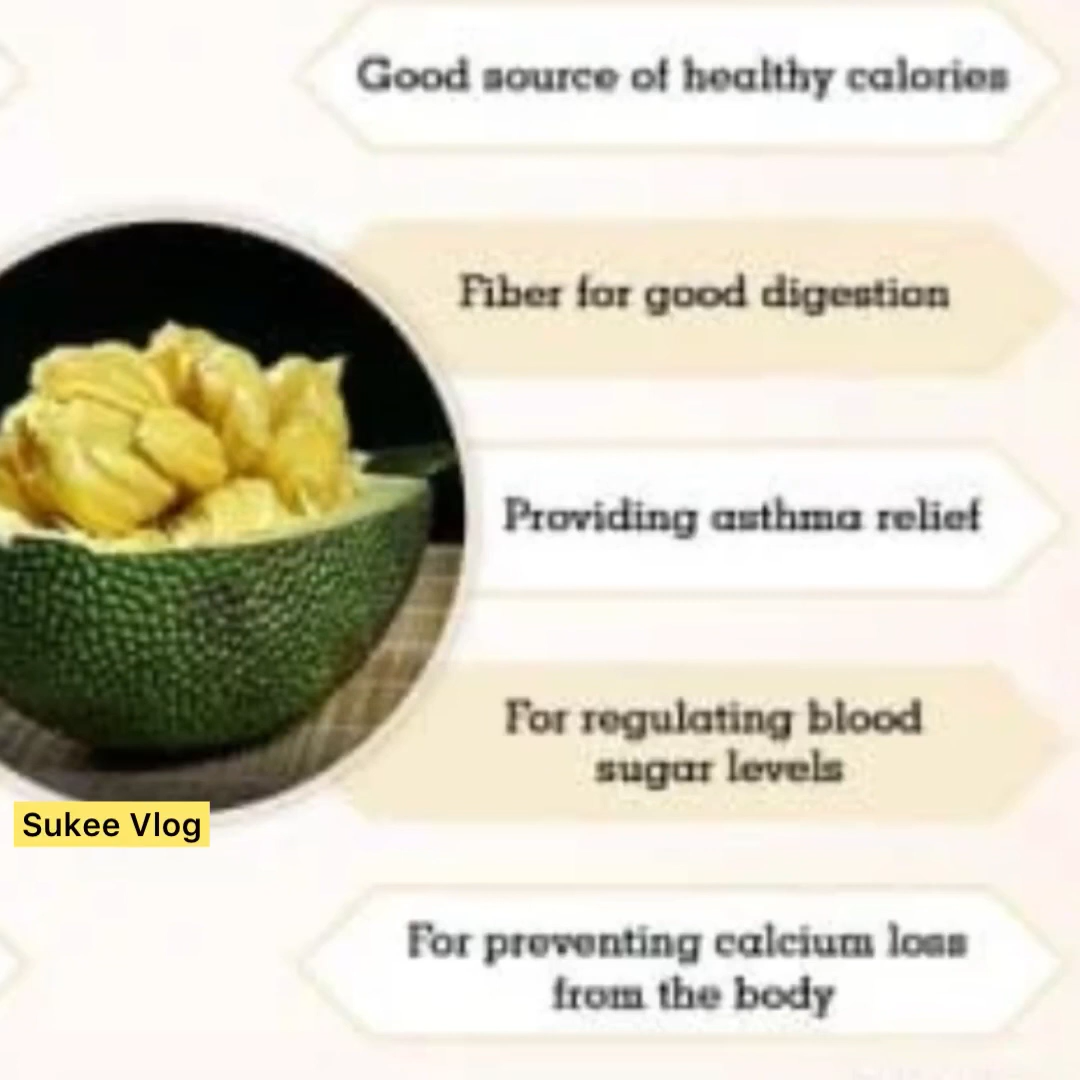 Good source of healthy calories
Fiber for good digestion
Providing asthma relief
For regulating blood
sugar levels
Sukee Vlog
For preventing calcium loss
from the body